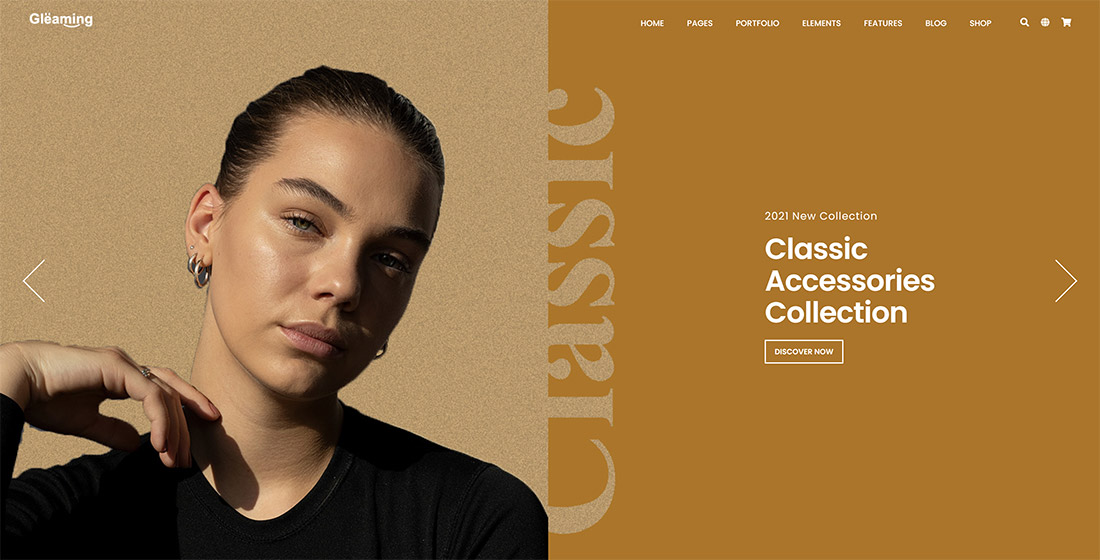 Glëaming
HOME PAGES PORTFOLIO ELEMENTS FEATURES BLOG SHOP
Classic
2021 New Collection
Classic
Accessories
Collection
DISCOVER NOW